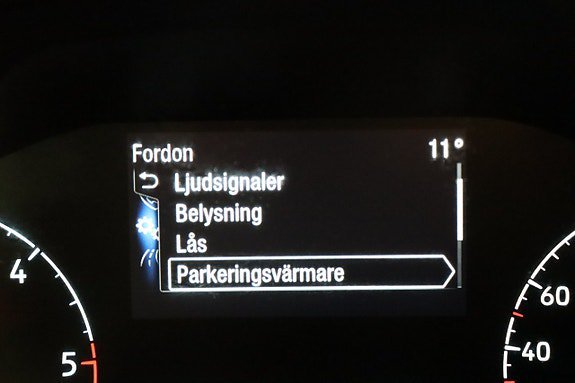 Fordon 11°
Ljudsignaler
Belysning
Lås
Parkeringsvärmare
4
5
60
40